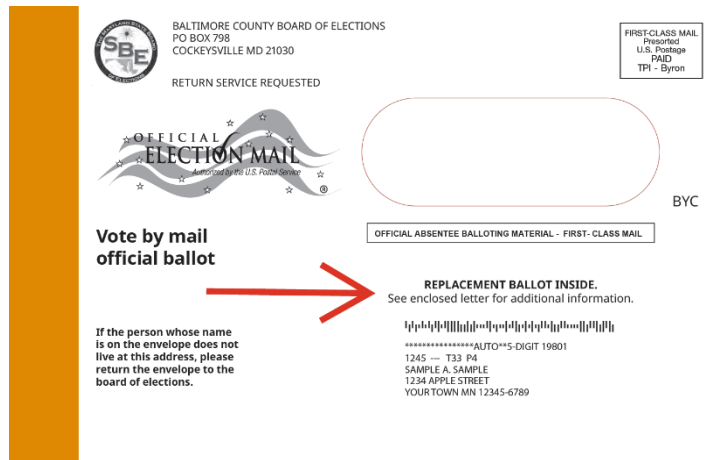 BALTIMORE COUNTY BOARD OF ELECTIONS
PO BOX 798
COCKEYSVILLE MD 21030
RETURN SERVICE REQUESTED
SBE
FIRST-CLASS MAIL
Presorted
U.S. Postage
PAID
TPI - Byron
OFFICIAL
ELECTION MAIL
Authorized by the U.S. Postal Service
®
BYC
OFFICIAL ABSENTEE BALLOTING MATERIAL - FIRST- CLASS MAIL
Vote by mail
official ballot
REPLACEMENT BALLOT INSIDE.
See enclosed letter for additional information.
If the person whose name
is on the envelope does not
live at this address, please
return the envelope to the
board of elections.
****************AUTO**5-DIGIT 19801
1245 --- T33 P4
SAMPLE A. SAMPLE
1234 APPLE STREET
YOUR TOWN MN 12345-6789